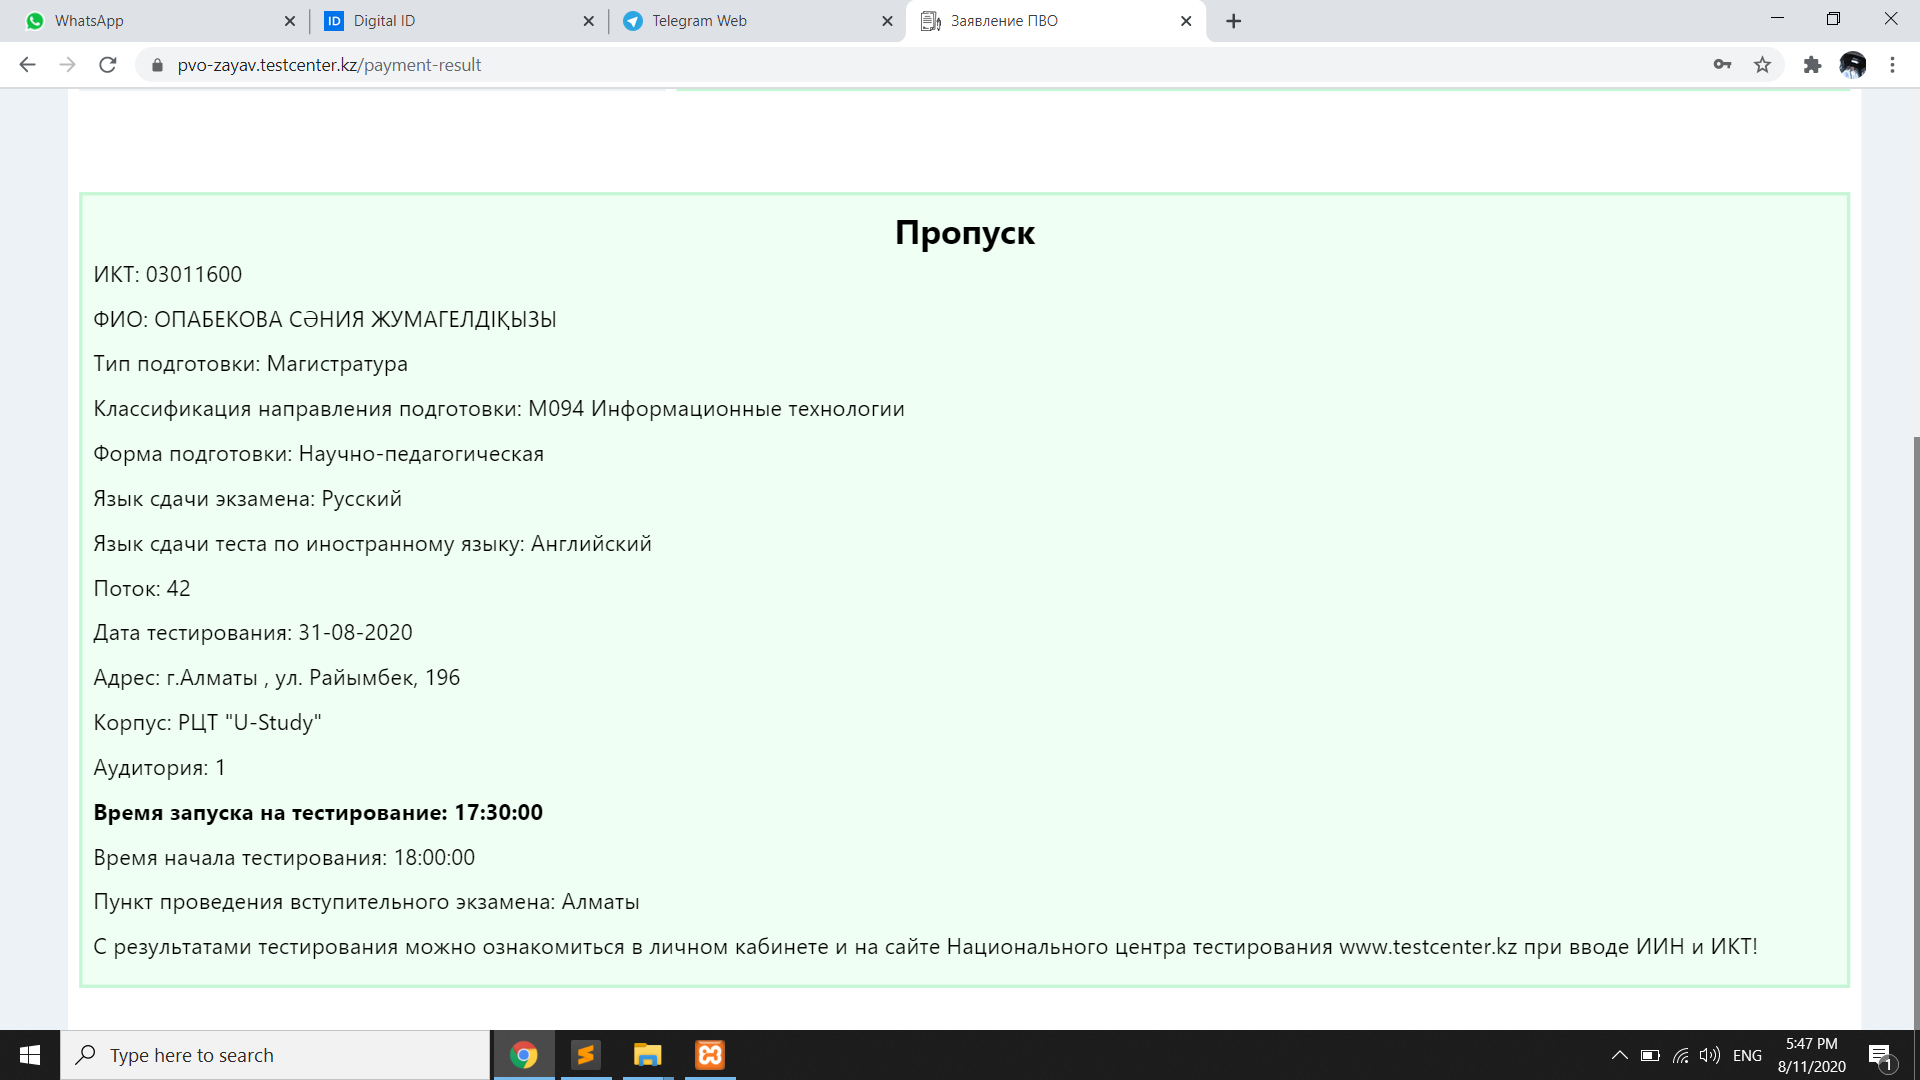 WhatsApp
ID Digital ID
Telegram Web
Заявление ПВО
pvo-zayav.testcenter.kz/payment-result
Пропуск
ИКТ: 03011600
ФИО: ОПАБЕКОВА СӘНИЯ ЖУМАГЕЛДІҚЫЗЫ
Тип подготовки: Магистратура
Классификация направления подготовки: M094 Информационные технологии
Форма подготовки: Научно-педагогическая
Язык сдачи экзамена: Русский
Язык сдачи теста по иностранному языку: Английский
Поток: 42
Дата тестирования: 31-08-2020
Адрес: г.Алматы , ул. Райымбек, 196
Корпус: РЦТ "U-Study"
Аудитория: 1
Время запуска на тестирование: 17:30:00
Время начала тестирования: 18:00:00
Пункт проведения вступительного экзамена: Алматы
С результатами тестирования можно ознакомиться в личном кабинете и на сайте Национального центра тестирования www.testcenter.kz при вводе ИИН и ИКТ!
Type here to search
ENG
5:47 PM
8/11/2020
1